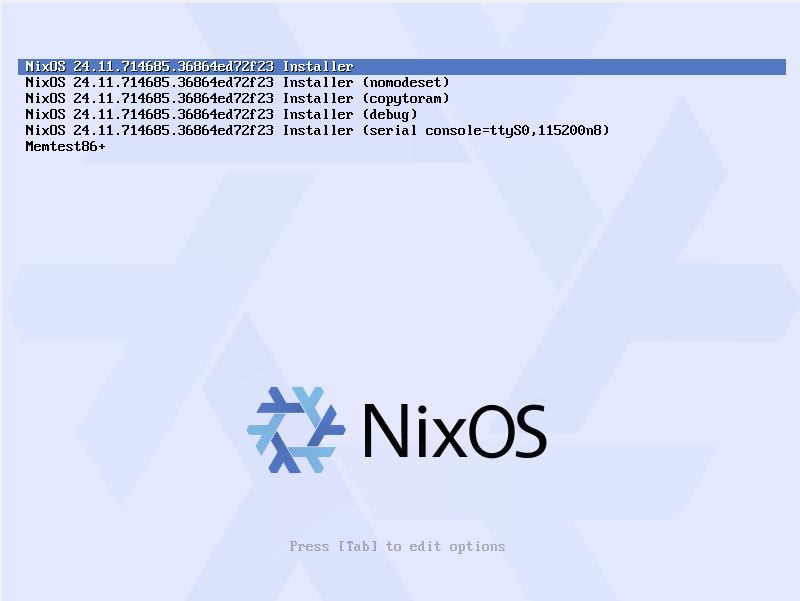 NixOS 24.11.714685.36864ed72f23 Installer
NixOS 24.11.714685.36864ed72f23 Installer (nomodeset)
NixOS 24.11.714685.36864ed72f23 Installer (copytoram)
NixOS 24.11.714685.36864ed72f23 Installer (debug)
NixOS 24.11.714685.36864ed72f23 Installer (serial console=ttyS0,115200n8)
Memtest86+
NixOS
Press [Tab] to edit options